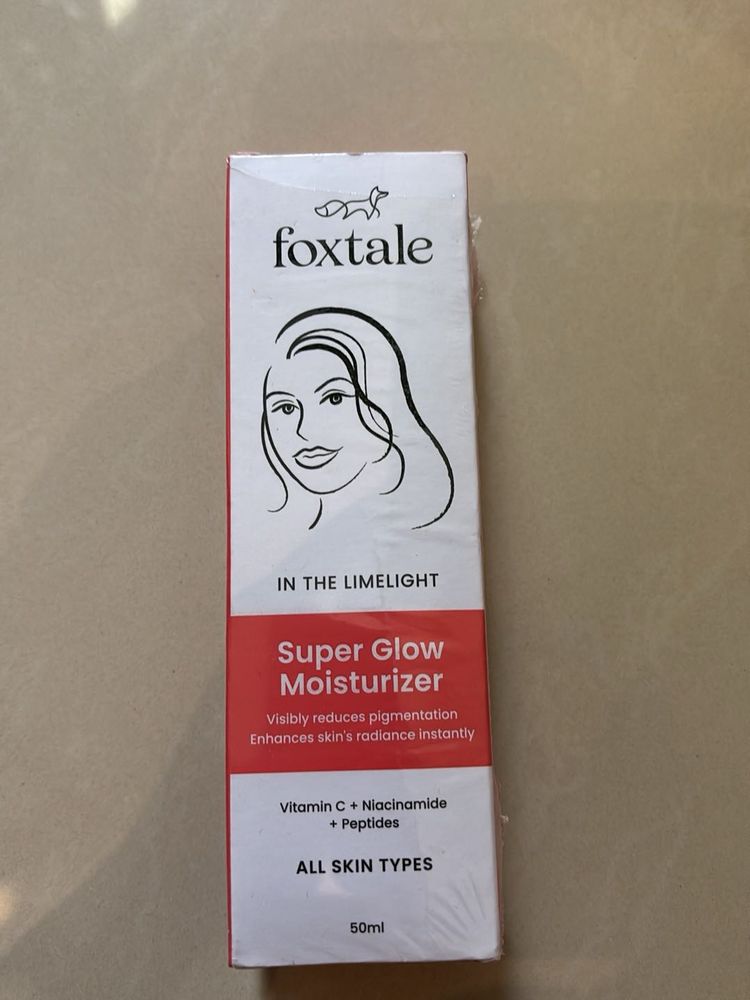 foxtale
IN THE LIMELIGHT
Super Glow
Moisturizer
Visibly reduces pigmentation
Enhances skin's radiance instantly
Vitamin C + Niacinamide
+ Peptides
ALL SKIN TYPES
50ml